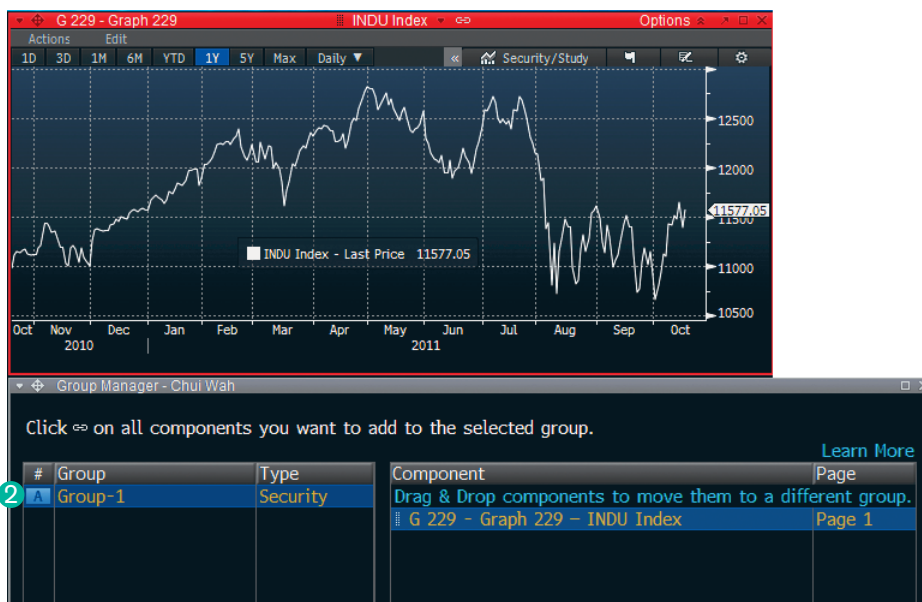 G 229 - Graph 229 INDU Index Options
Actions Edit
1D 3D 1M 6M YTD 1Y 5Y Max Daily ▼ « Security/Study
12500
12000
11577.05
11500
INDU Index - Last Price 11577.05
11000
10500
Oct Nov Dec Jan Feb Mar Apr May Jun Jul Aug Sep Oct
2010 2011
Group Manager - Chui Wah
Click on all components you want to add to the selected group.
Learn More
# Group Type Component Page
2 A Group-1 Security Drag & Drop components to move them to a different group.
G 229 - Graph 229 – INDU Index Page 1